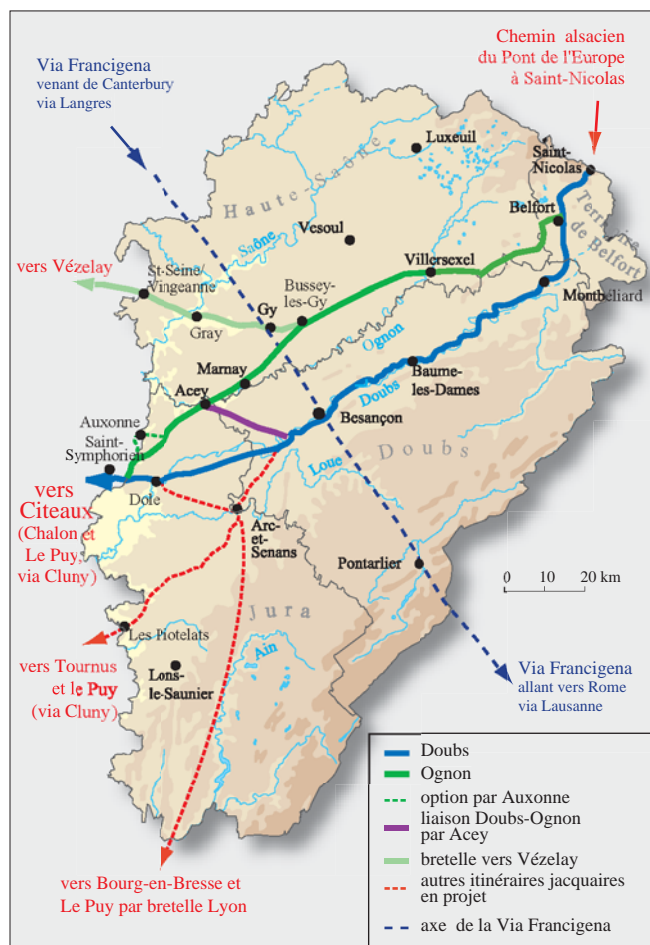 Via Francigena
venant de Canterbury
via Langres
Chemin alsacien
du Pont de l'Europe
à Saint-Nicolas
Luxeuil
Saint-
Nicolas
Haute-Saône
Belfort
Territoire
de Belfort
Saône
Vesoul
vers Vézelay
St-Seine/
Vingeanne
Villersexel
Bussey-
les-Gy
Montbéliard
Gray
Gy
Ognon
Marnay
Baume-
les-Dames
Acey
Doubs
Besançon
Auxonne
Saint-
Symphorien
Doubs
Loue
vers
Citeaux
(Chalon et
Le Puy,
via Cluny)
Dole
Arc-
et-
Senans
Pontarlier
0 10 20 km
Jura
Les Piotelats
Ain
vers Tournus
et le Puy
(via Cluny)
Lons-
le-Saunier
Via Francigena
allant vers Rome
via Lausanne
vers Bourg-en-Bresse et
Le Puy par bretelle Lyon
Doubs
Ognon
option par Auxonne
liaison Doubs-Ognon
par Acey
bretelle vers Vézelay
autres itinéraires jacquaires
en projet
axe de la Via Francigena